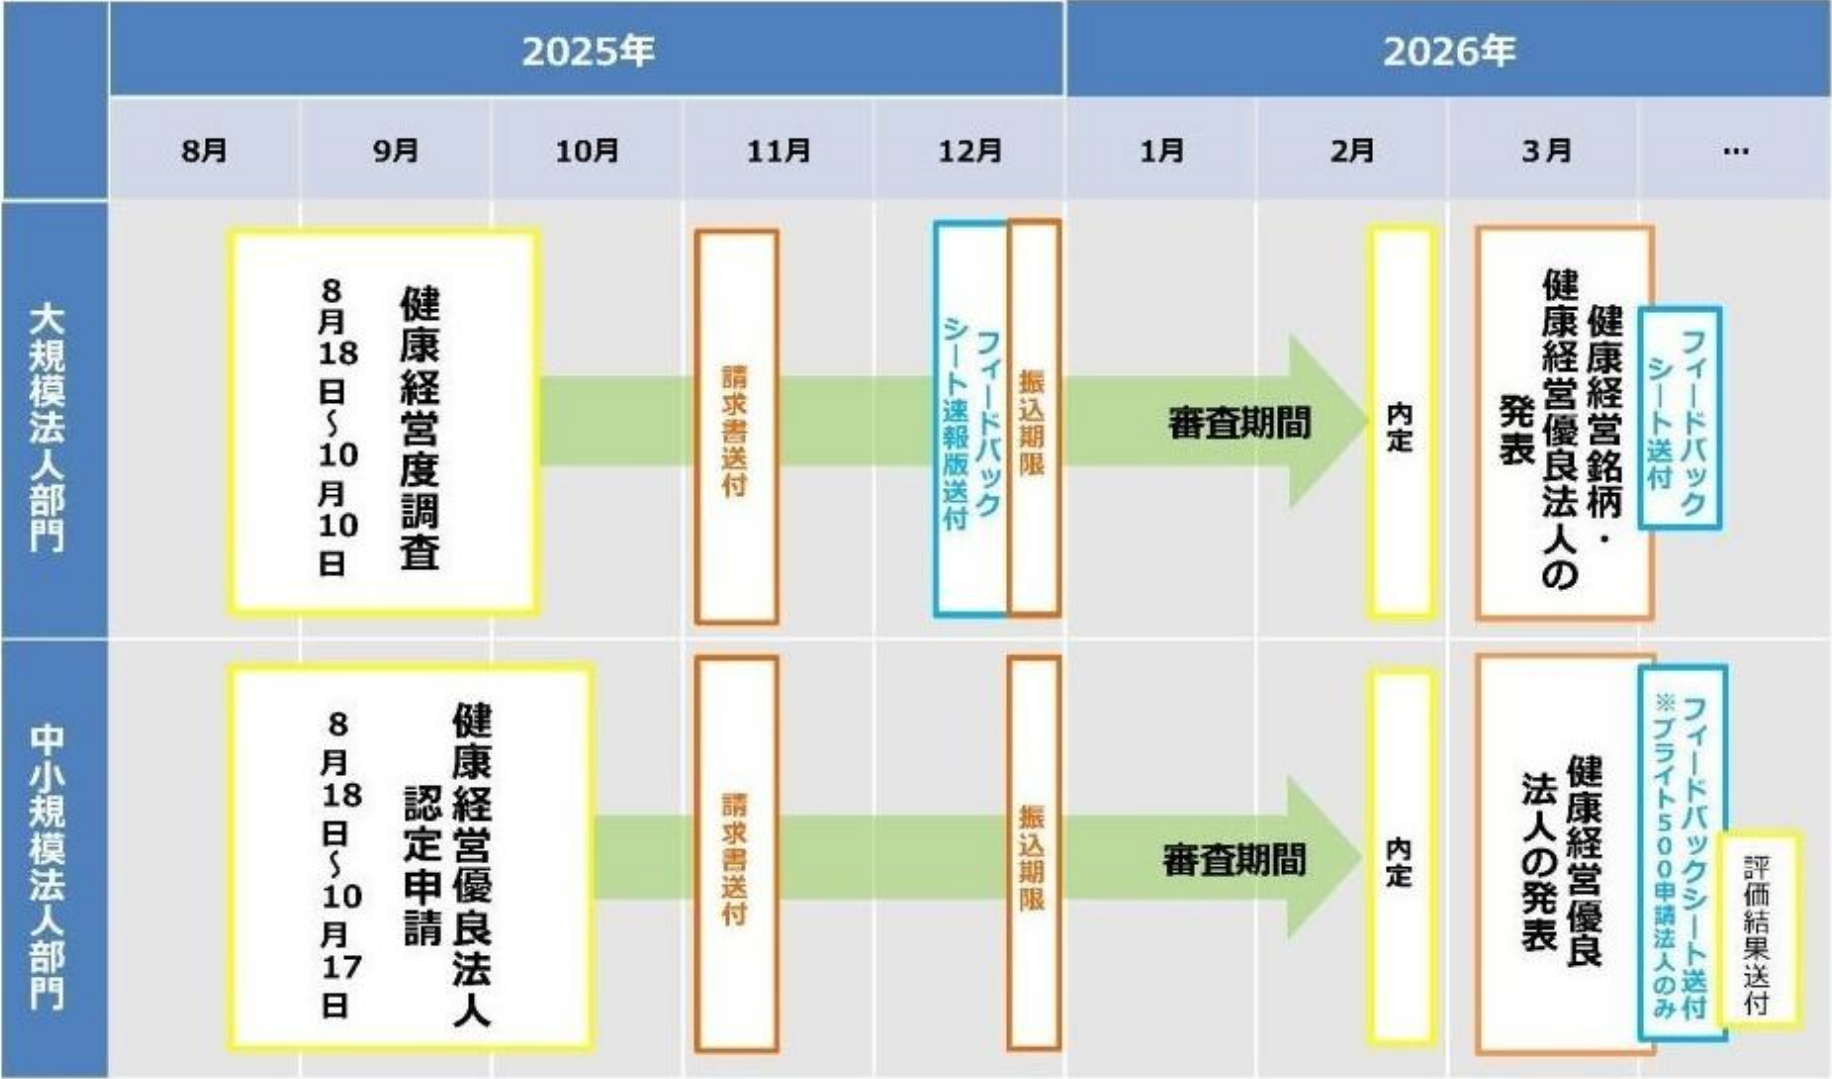 2025年
2026年
8月
9月
10月
11月
12月
1月
2月
3月
…
大規模法人部門
健康経営度調査
8月18日~10月10日
請求書送付
フィードバック
シート速報版送付
振込期限
審査期間
内定
健康経営銘柄・
健康経営優良法人の
発表
フィードバック
シート送付
中小規模法人部門
健康経営優良法人
認定申請
8月18日~10月17日
請求書送付
振込期限
審査期間
内定
健康経営優良
法人の発表
フィードバックシート送付
※ブライト500申請法人のみ
評価結果送付